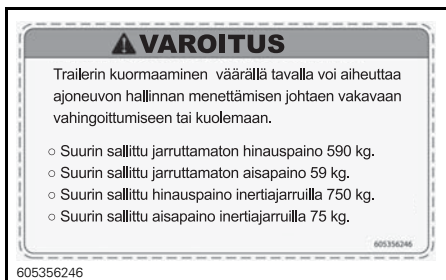 VAROITUS
Trailerin kuormaaminen väärällä tavalla voi aiheuttaa
ajoneuvon hallinnan menettämisen johtaen vakavaan
vahingoittumiseen tai kuolemaan.
○ Suurin sallittu jarruttamaton hinauspaino 590 kg.
○ Suurin sallittu jarruttamaton aisapaino 59 kg.
○ Suurin sallittu hinauspaino inertiajarruilla 750 kg.
○ Suurin sallittu aisapaino inertiajarruilla 75 kg.
605356246
605356246